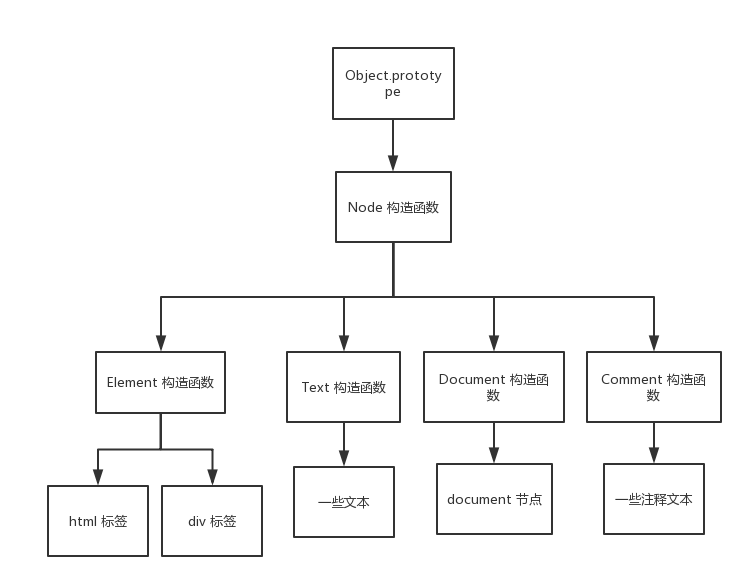 Object.prototy
pe
Node 构造函数
Element 构造函数
Text 构造函数
Document 构造函
数
Comment 构造函
数
html 标签
div 标签
一些文本
document 节点
一些注释文本